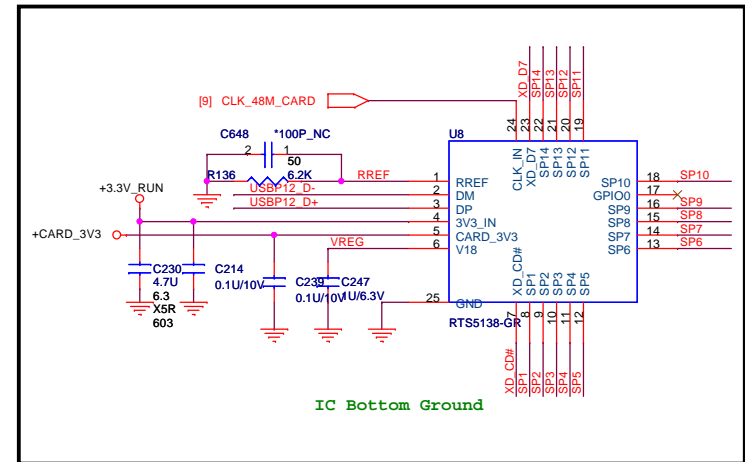 XD_D7
SP14
SP13
SP12
SP11
[9] CLK_48M_CARD
24
23
22
21
20
19
U8
CLK_IN
XD_D7
SP14
SP13
SP12
SP11
C648 *100P_NC
2 1
50
R136 6.2K
RREF 1 RREF
USBP12_D- 2 DM
USBP12_D+ 3 DP
+3.3V_RUN
4 3V3_IN
+CARD_3V3 5 CARD_3V3
VREG 6 V18
SP10 18 SP10
GPIO0 17
SP9 16 SP9
SP8 15 SP8
SP7 14 SP7
SP6 13 SP6
C230
4.7U
6.3
X5R
603
C214
0.1U/10V
C239
0.1U/10V
C247
1U/6.3V
25 GND
XD_CD#
SP1
SP2
SP3
SP4
SP5
RTS5138-GR
7
8
9
10
11
12
XD_CD#
SP1
SP2
SP3
SP4
SP5
IC Bottom Ground